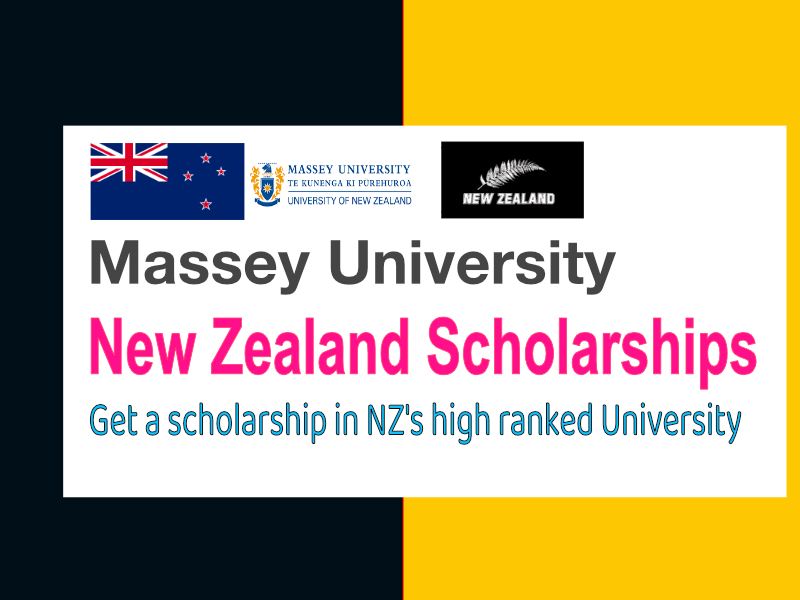 MASSEY UNIVERSITY
TE KUNENGA KI PŪREHUROA
UNIVERSITY OF NEW ZEALAND
NEW ZEALAND
Massey University
New Zealand Scholarships
Get a scholarship in NZ's high ranked University